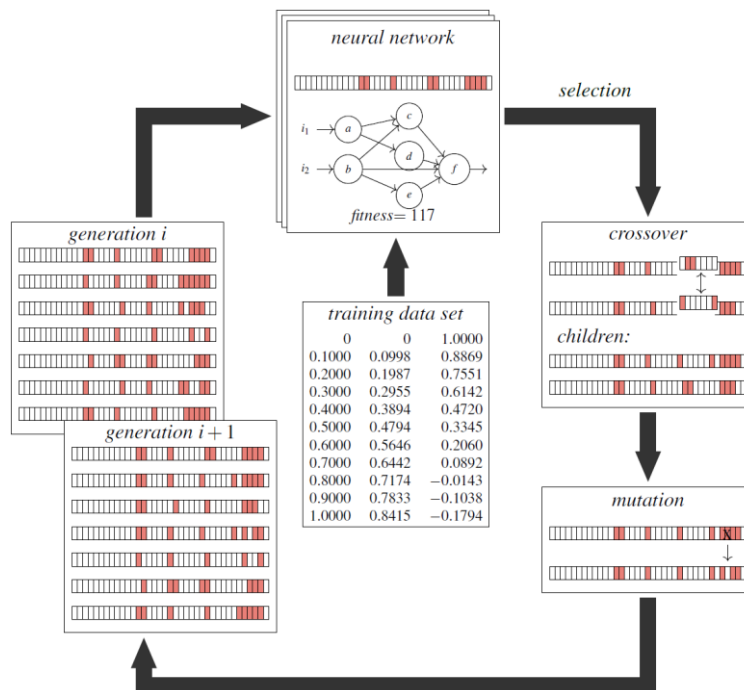 neural network
i₁
a
c
d
i₂
b
f
e
fitness= 117
selection
generation i
crossover
children:
training data set
0 0 1.0000
0.1000 0.0998 0.8869
0.2000 0.1987 0.7551
0.3000 0.2955 0.6142
0.4000 0.3894 0.4720
0.5000 0.4794 0.3345
0.6000 0.5646 0.2060
0.7000 0.6442 0.0892
0.8000 0.7174 −0.0143
0.9000 0.7833 −0.1038
1.0000 0.8415 −0.1794
generation i + 1
mutation
x